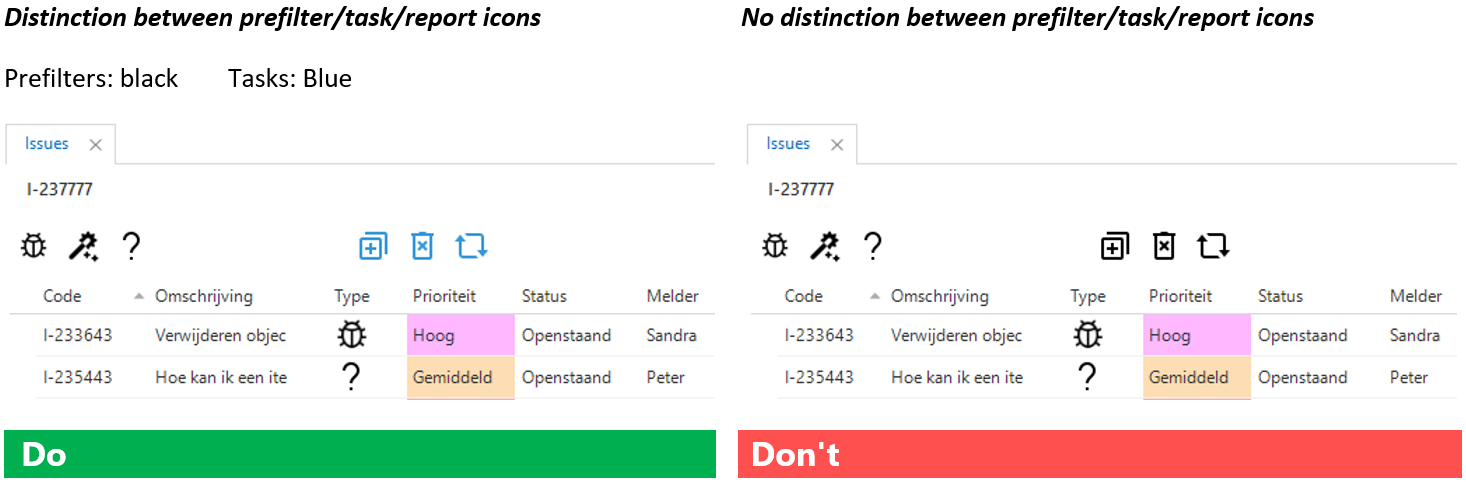 Distinction between prefilter/task/report icons
Prefilters: black Tasks: Blue
Issues
I-237777
Code Omschrijving Type Prioriteit Status Melder
I-233643 Verwijderen objec Hoog Openstaand Sandra
I-235443 Hoe kan ik een ite Gemiddeld Openstaand Peter
Do
No distinction between prefilter/task/report icons
Issues
I-237777
Code Omschrijving Type Prioriteit Status Melder
I-233643 Verwijderen objec Hoog Openstaand Sandra
I-235443 Hoe kan ik een ite Gemiddeld Openstaand Peter
Don't